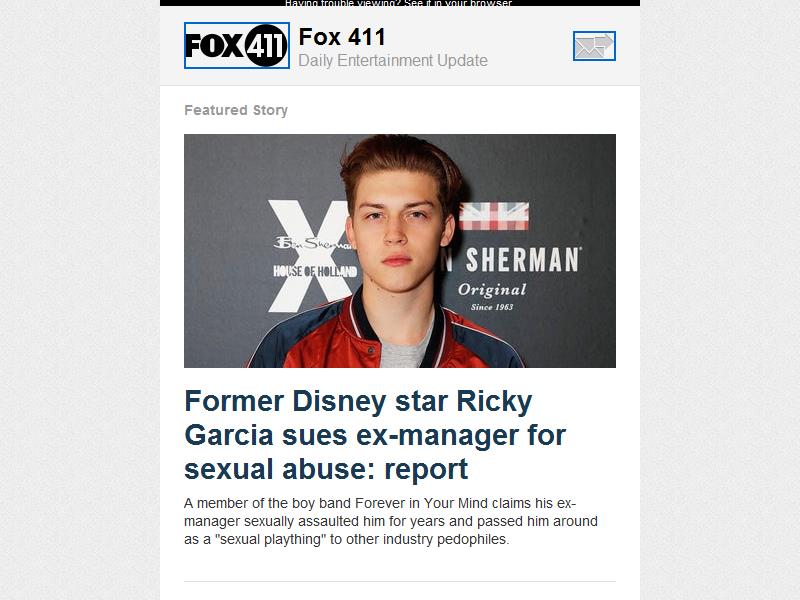 Having trouble viewing? See it in your browser
FOX 411
Fox 411
Daily Entertainment Update
Featured Story
X
Ben Sherman
HOUSE OF HOLLAND
N SHERMAN
Original
Since 1963
Former Disney star Ricky
Garcia sues ex-manager for
sexual abuse: report
A member of the boy band Forever in Your Mind claims his ex-
manager sexually assaulted him for years and passed him around
as a "sexual plaything" to other industry pedophiles.